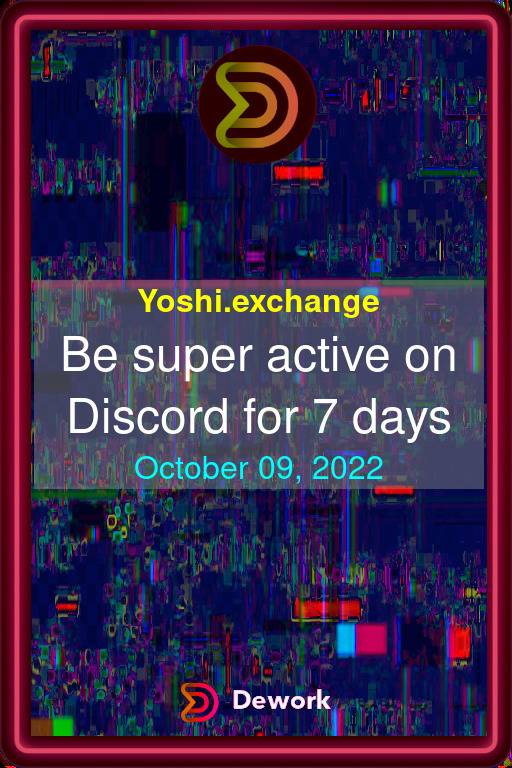 Yoshi.exchange
Be super active on
Discord for 7 days
October 09, 2022
Dework